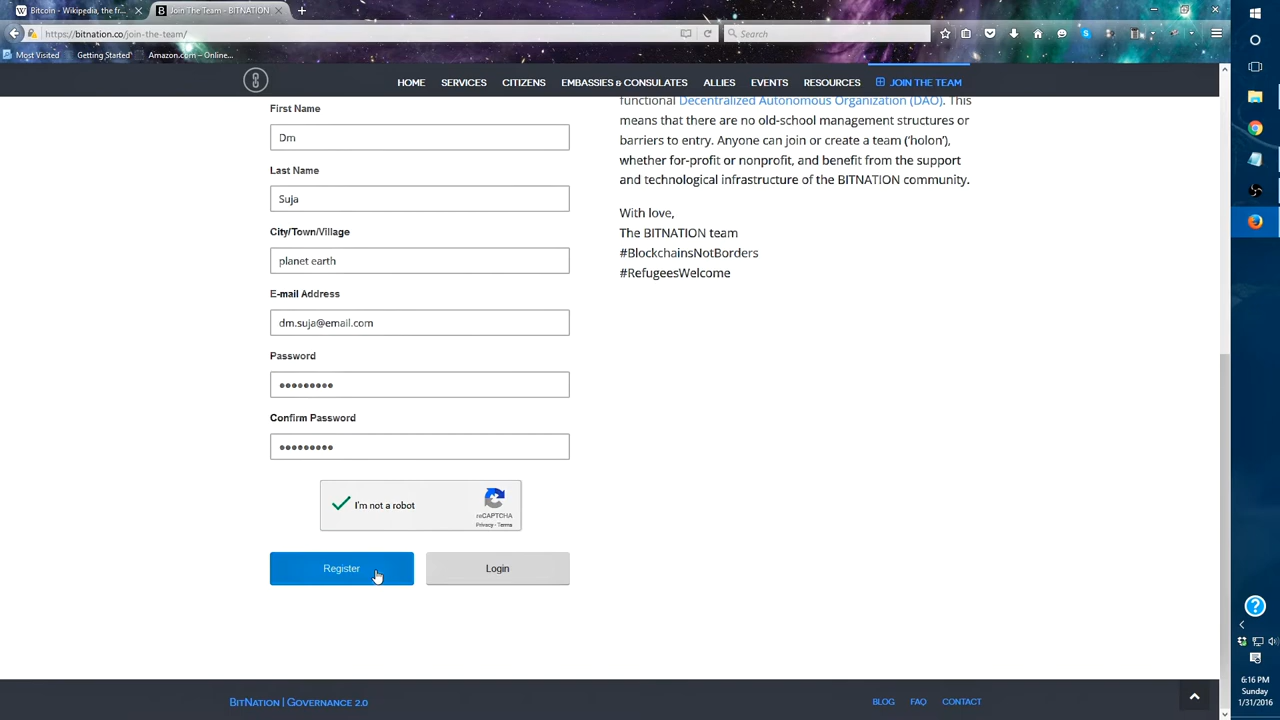 Bitcoin - Wikipedia, the fr...
Join The Team - BITNATION
https://bitnation.co/join-the-team/
Search
Most Visited
Getting Started
Amazon.com – Online...
HOME
SERVICES
CITIZENS
EMBASSIES & CONSULATES
ALLIES
EVENTS
RESOURCES
JOIN THE TEAM
First Name
Dm
Last Name
Suja
City/Town/Village
planet earth
E-mail Address
dm.suja@email.com
Password
Confirm Password
I'm not a robot
reCAPTCHA
Privacy - Terms
Register
Login
functional Decentralized Autonomous Organization (DAO). This
means that there are no old-school management structures or
barriers to entry. Anyone can join or create a team ('holon'),
whether for-profit or nonprofit, and benefit from the support
and technological infrastructure of the BITNATION community.
With love,
The BITNATION team
#BlockchainsNotBorders
#RefugeesWelcome
BITNATION | GOVERNANCE 2.0
BLOG
FAQ
CONTACT
6:16 PM
Sunday
1/31/2016